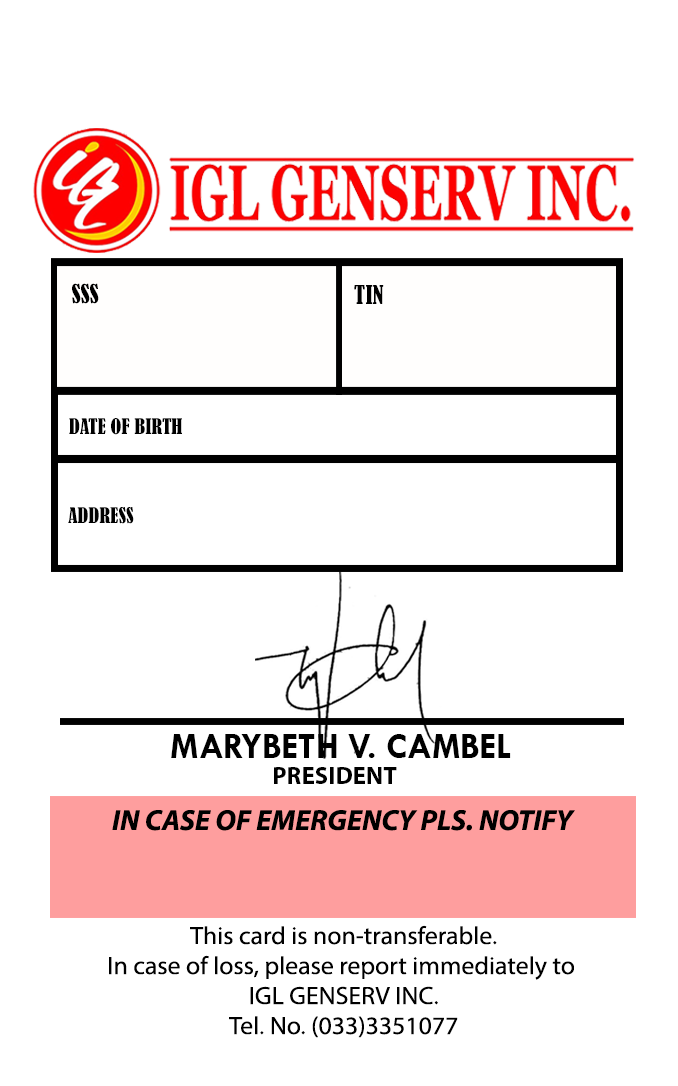 IGL GENSERV INC.
SSS
TIN
DATE OF BIRTH
ADDRESS
MARYBETH V. CAMBEL
PRESIDENT
IN CASE OF EMERGENCY PLS. NOTIFY
This card is non-transferable.
In case of loss, please report immediately to
IGL GENSERV INC.
Tel. No. (033)3351077